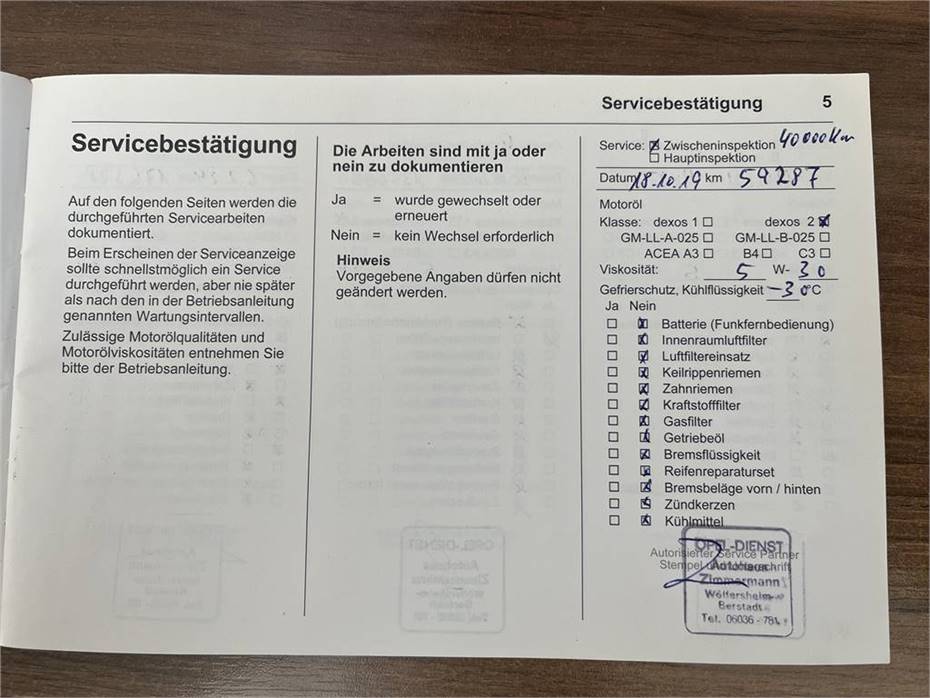 Servicebestätigung 5
Servicebestätigung
Auf den folgenden Seiten werden die
durchgeführten Servicearbeiten
dokumentiert.
Beim Erscheinen der Serviceanzeige
sollte schnellstmöglich ein Service
durchgeführt werden, aber nie später
als nach den in der Betriebsanleitung
genannten Wartungsintervallen.
Zulässige Motorölqualitäten und
Motorölviskositäten entnehmen Sie
bitte der Betriebsanleitung.
Die Arbeiten sind mit ja oder
nein zu dokumentieren
Ja = wurde gewechselt oder
erneuert
Nein = kein Wechsel erforderlich
Hinweis
Vorgegebene Angaben dürfen nicht
geändert werden.
Service: ☒ Zwischeninspektion 40000km
☐ Hauptinspektion
Datum 18.10.19 km 59287
Motoröl
Klasse: dexos 1 ☐ dexos 2 ☒
GM-LL-A-025 ☐ GM-LL-B-025 ☐
ACEA A3 ☐ B4 ☐ C3 ☐
Viskosität: 5 W- 30
Gefrierschutz, Kühlflüssigkeit -30°C
Ja Nein
☐ ☒ Batterie (Funkfernbedienung)
☐ ☒ Innenraumluftfilter
☐ ☒ Luftfiltereinsatz
☐ ☒ Keilrippenriemen
☐ ☒ Zahnriemen
☐ ☒ Kraftstofffilter
☐ ☒ Gasfilter
☐ ☒ Getriebeöl
☐ ☒ Bremsflüssigkeit
☐ ☒ Reifenreparaturset
☐ ☒ Bremsbeläge vorn / hinten
☐ ☒ Zündkerzen
☐ ☒ Kühlmittel
Autorisierter Service Partner
Stempel und Unterschrift
OPEL-DIENST
Autohaus
Zimmermann
Wölfersheim-
Berstadt
Tel. 06036 - 781